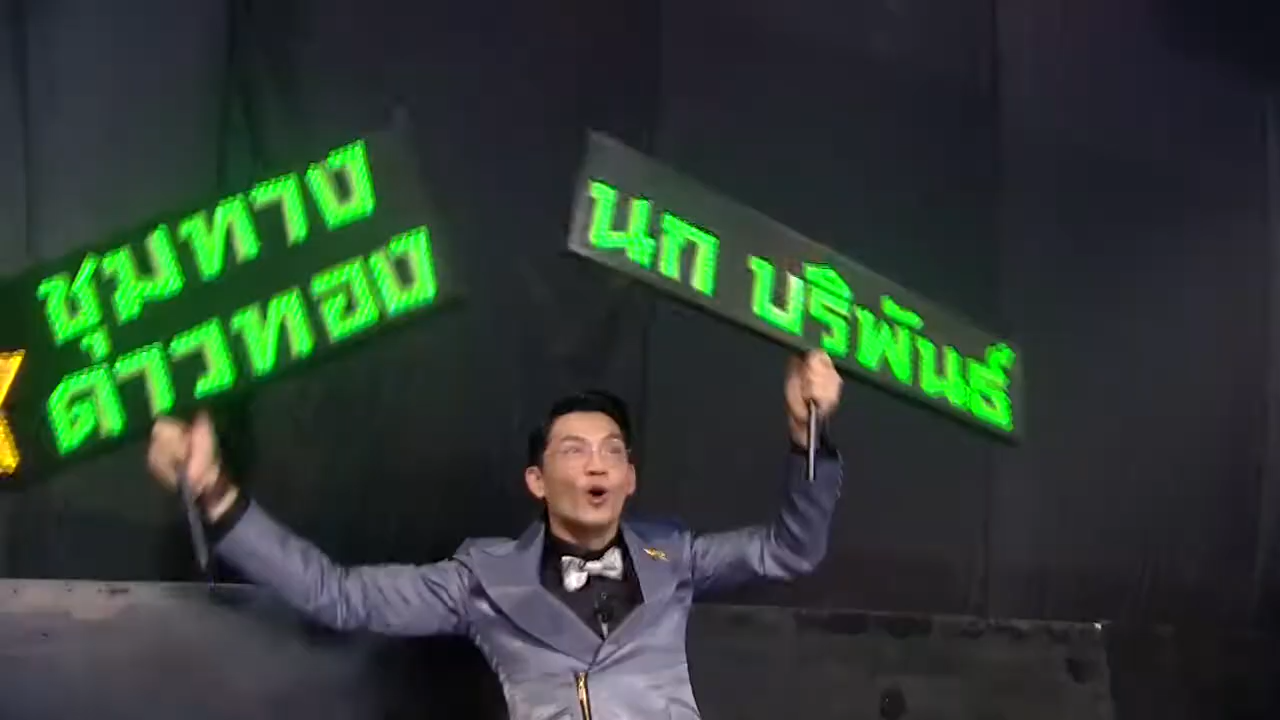 ชุมทาง
ดาวทอง
นก บริพันธ์